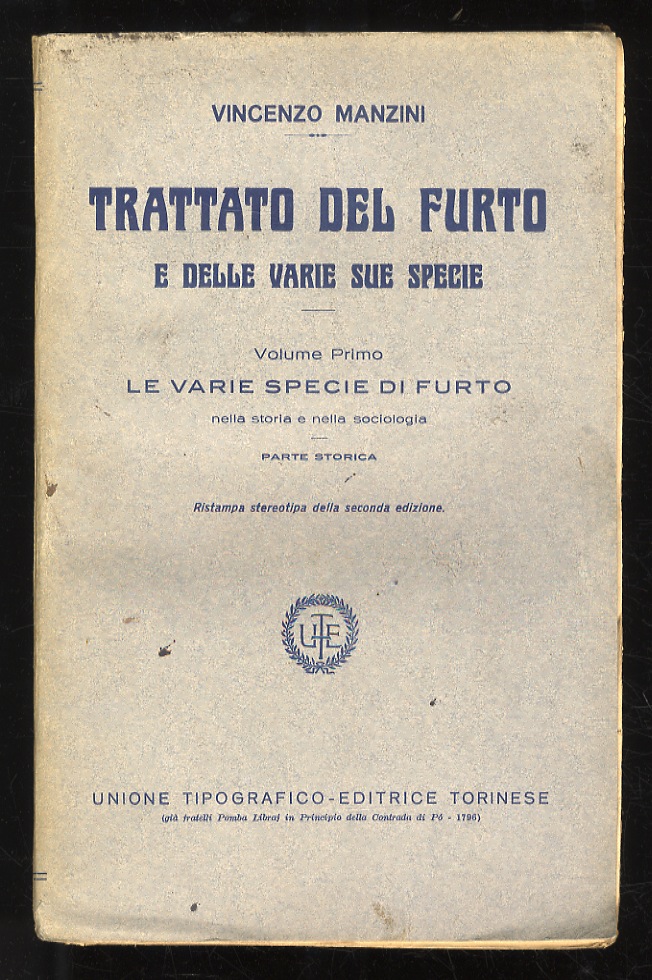 VINCENZO MANZINI
TRATTATO DEL FURTO
E DELLE VARIE SUE SPECIE
Volume Primo
LE VARIE SPECIE DI FURTO
nella storia e nella sociologia
PARTE STORICA
Ristampa stereotipa della seconda edizione.
UTE
UNIONE TIPOGRAFICO-EDITRICE TORINESE
(già fratelli Pomba Libraj in Principio della Contrada di Pò - 1796)